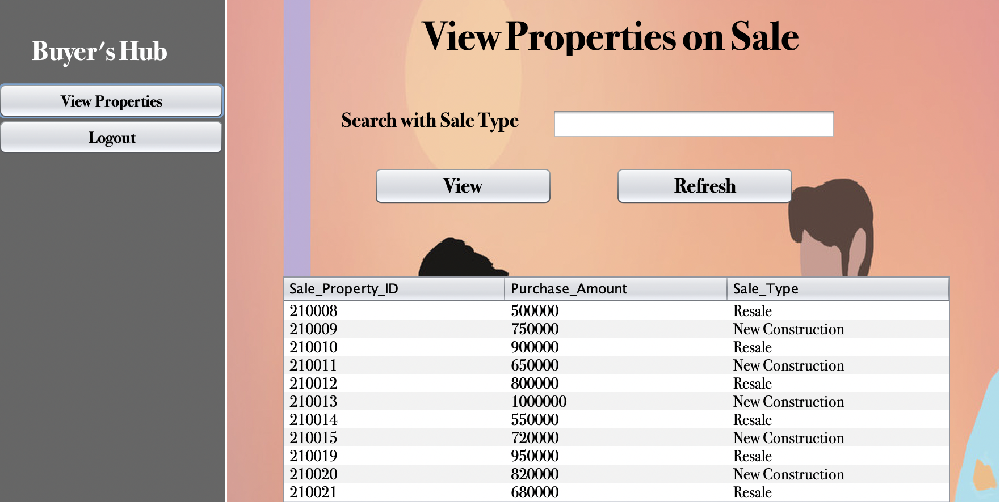 Buyer's Hub
View Properties
Logout
View Properties on Sale
Search with Sale Type
View
Refresh
Sale_Property_ID Purchase_Amount Sale_Type
210008 500000 Resale
210009 750000 New Construction
210010 900000 Resale
210011 650000 New Construction
210012 800000 Resale
210013 1000000 New Construction
210014 550000 Resale
210015 720000 New Construction
210019 950000 Resale
210020 820000 New Construction
210021 680000 Resale